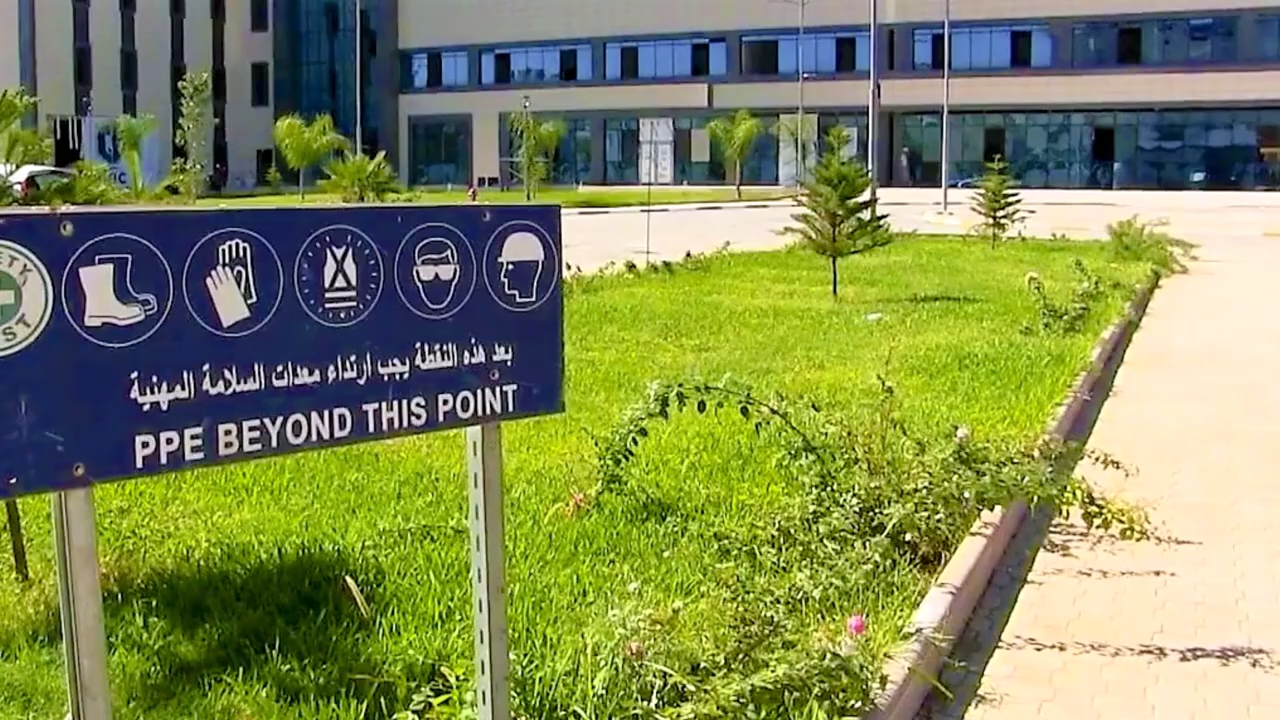 بعد هذه النقطة يجب ارتداء معدات السلامة المهنية
PPE BEYOND THIS POINT